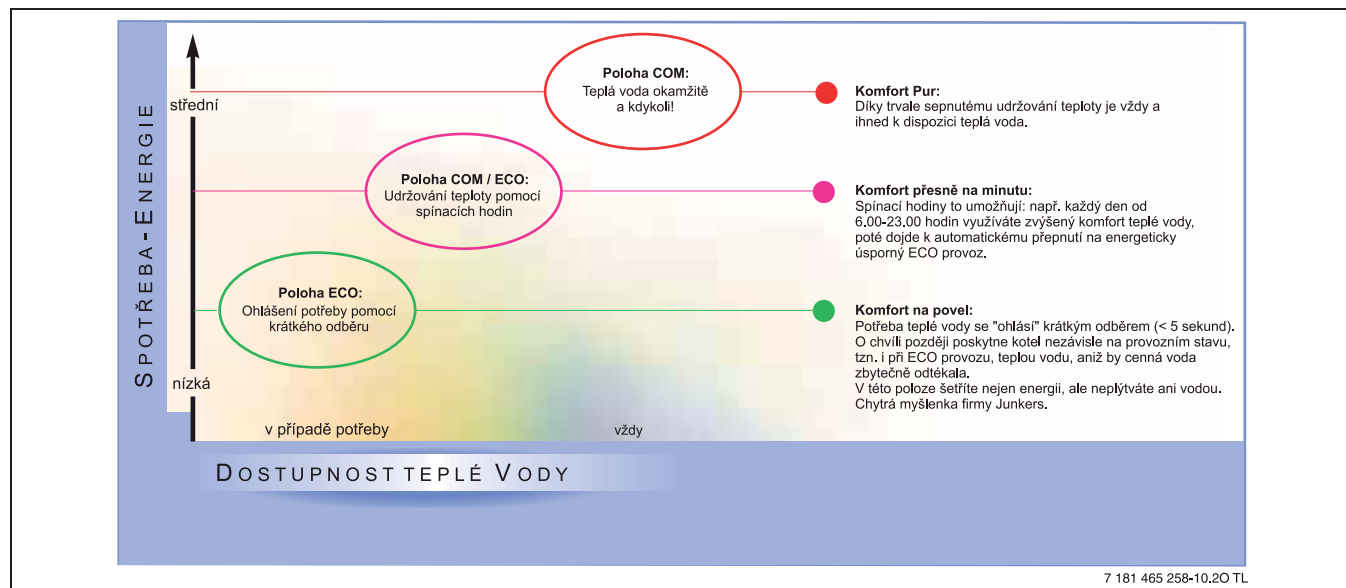 SPOTŘEBA-ENERGIE
střední
nízká
Poloha COM:
Teplá voda okamžitě
a kdykoli!
Komfort Pur:
Díky trvale sepnutému udržování teploty je vždy a
ihned k dispozici teplá voda.
Poloha COM / ECO:
Udržování teploty pomocí
spínacích hodin
Komfort přesně na minutu:
Spínací hodiny to umožňují: např. každý den od
6.00-23.00 hodin využíváte zvýšený komfort teplé vody,
poté dojde k automatickému přepnutí na energeticky
úsporný ECO provoz.
Poloha ECO:
Ohlášení potřeby pomocí
krátkého odběru
Komfort na povel:
Potřeba teplé vody se "ohlásí" krátkým odběrem (< 5 sekund).
O chvíli později poskytne kotel nezávisle na provozním stavu,
tzn. i při ECO provozu, teplou vodu, aniž by cenná voda
zbytečně odtékala.
V této poloze šetříte nejen energii, ale neplýtváte ani vodou.
Chytrá myšlenka firmy Junkers.
v případě potřeby
vždy
DOSTUPNOST TEPLÉ VODY
7 181 465 258-10.2O TL